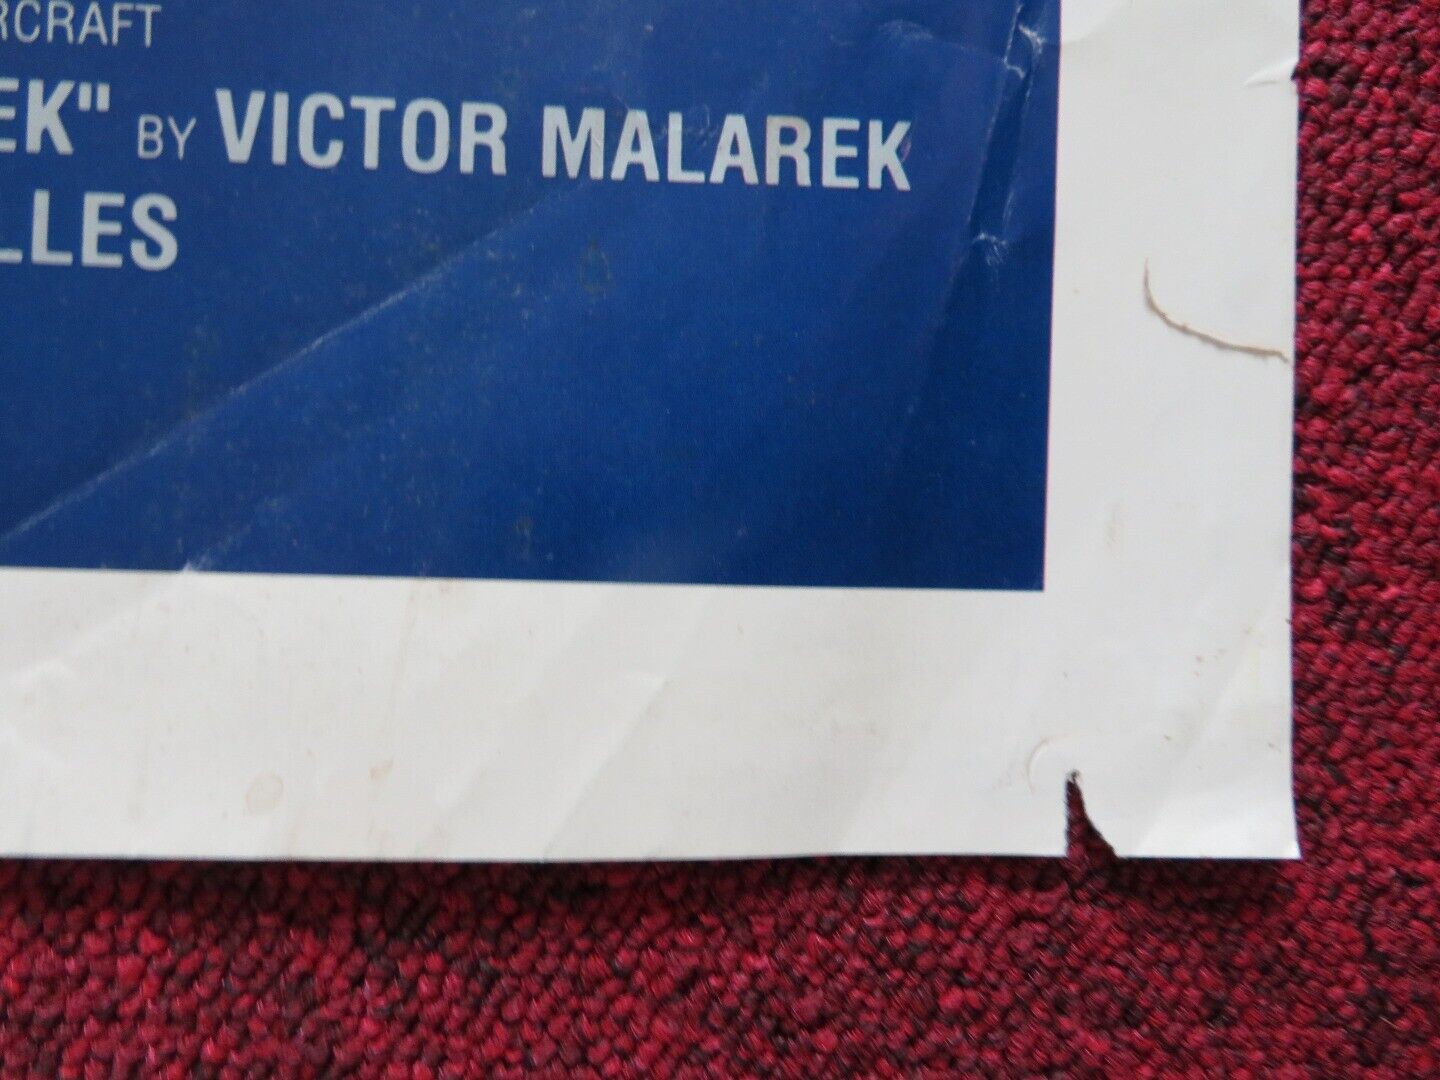 RCRAFT
EK" BY VICTOR MALAREK
LLES